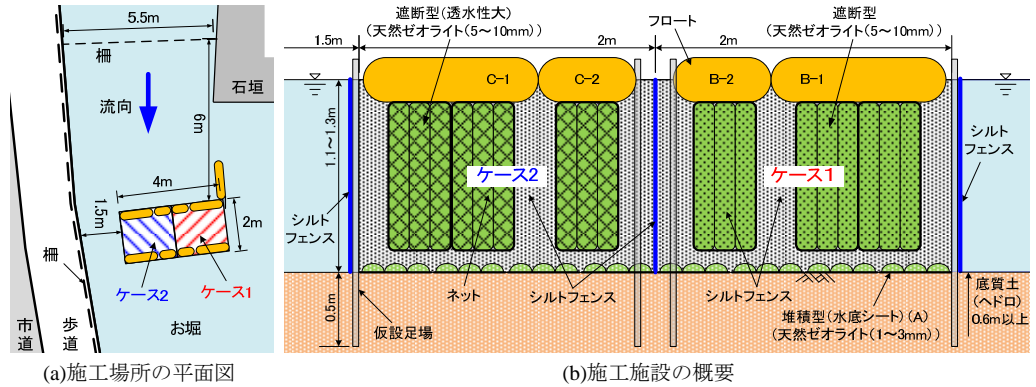 5.5m
柵
石垣
流向
6m
4m
1.5m
2m
柵
ケース2
ケース1
お堀
市道
歩道
(a)施工場所の平面図
遮断型(透水性大)
(天然ゼオライト(5～10mm))
フロート
遮断型
(天然ゼオライト(5～10mm))
1.5m
2m
2m
C-1
C-2
B-2
B-1
1.1～1.3m
ケース2
ケース1
シルト
フェンス
シルト
フェンス
ネット
シルトフェンス
シルトフェンス
底質土
(ヘドロ)
0.6m以上
0.5m
仮設足場
堆積型(水底シート)(A)
(天然ゼオライト(1～3mm))
(b)施工施設の概要